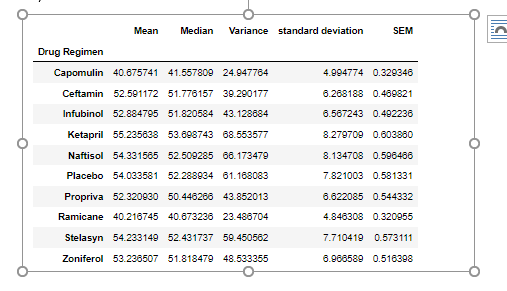 Mean Median Variance standard deviation SEM
Drug Regimen
Capomulin 40.675741 41.557809 24.947764 4.994774 0.329346
Ceftamin 52.591172 51.776157 39.290177 6.268188 0.469821
Infubinol 52.884795 51.820584 43.128684 6.567243 0.492236
Ketapril 55.235638 53.698743 68.553577 8.279709 0.603860
Naftisol 54.331565 52.509285 66.173479 8.134708 0.596466
Placebo 54.033581 52.288934 61.168083 7.821003 0.581331
Propriva 52.320930 50.446266 43.852013 6.622085 0.544332
Ramicane 40.216745 40.673236 23.486704 4.846308 0.320955
Stelasyn 54.233149 52.431737 59.450562 7.710419 0.573111
Zoniferol 53.236507 51.818479 48.533355 6.966589 0.516398